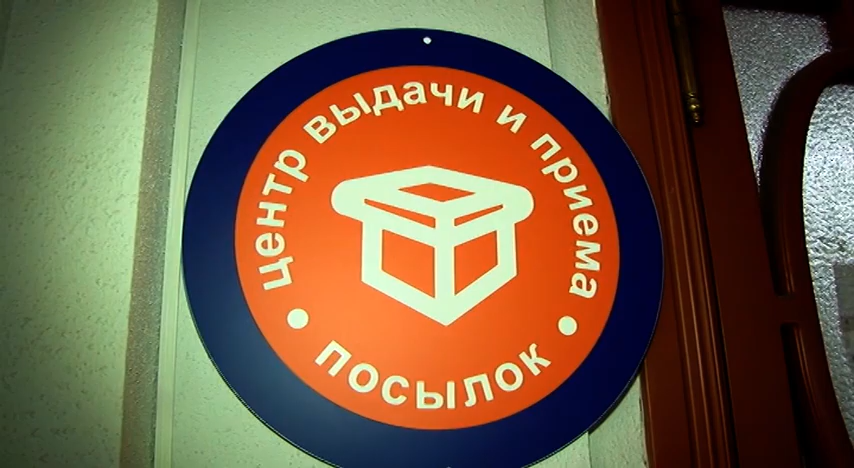 центр выдачи и приема
посылок